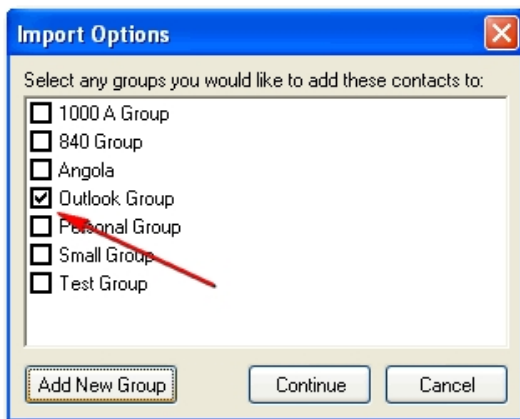 Import Options
Select any groups you would like to add these contacts to:
1000 A Group
840 Group
Angola
Outlook Group
Personal Group
Small Group
Test Group
Add New Group Continue Cancel